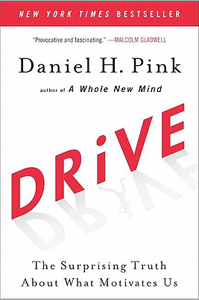 NEW YORK TIMES BESTSELLER
"Provocative and fascinating." —MALCOLM GLADWELL
Daniel H. Pink
author of A Whole New Mind
DRiVE
The Surprising Truth
About What Motivates Us